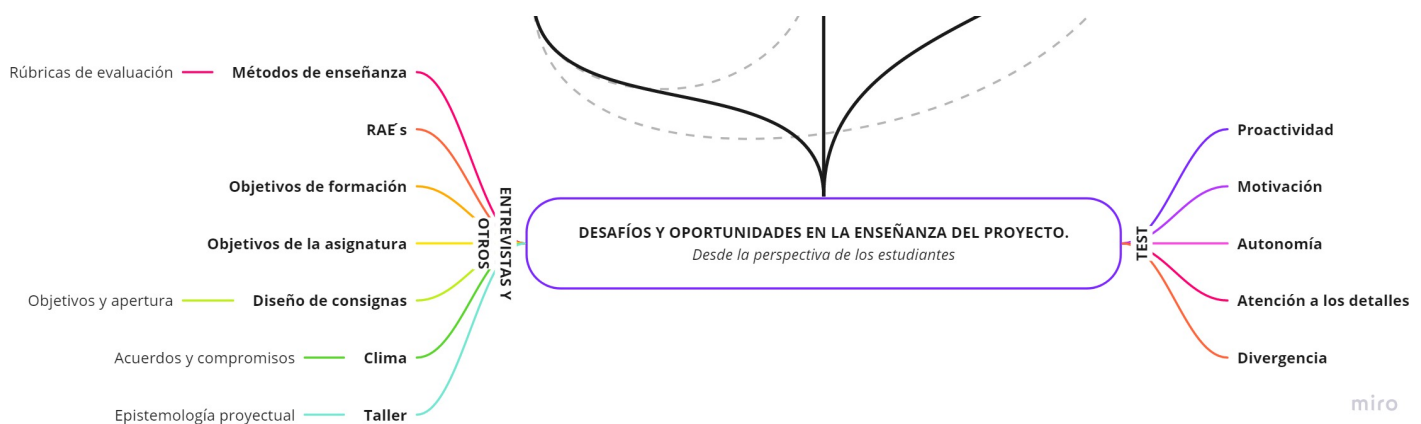 Rúbricas de evaluación
Métodos de enseñanza
RAE´s
Objetivos de formación
Objetivos de la asignatura
Objetivos y apertura
Diseño de consignas
Acuerdos y compromisos
Clima
Epistemología proyectual
Taller
ENTREVISTAS Y
OTROS
DESAFÍOS Y OPORTUNIDADES EN LA ENSEÑANZA DEL PROYECTO.
Desde la perspectiva de los estudiantes
TEST
Proactividad
Motivación
Autonomía
Atención a los detalles
Divergencia
miro